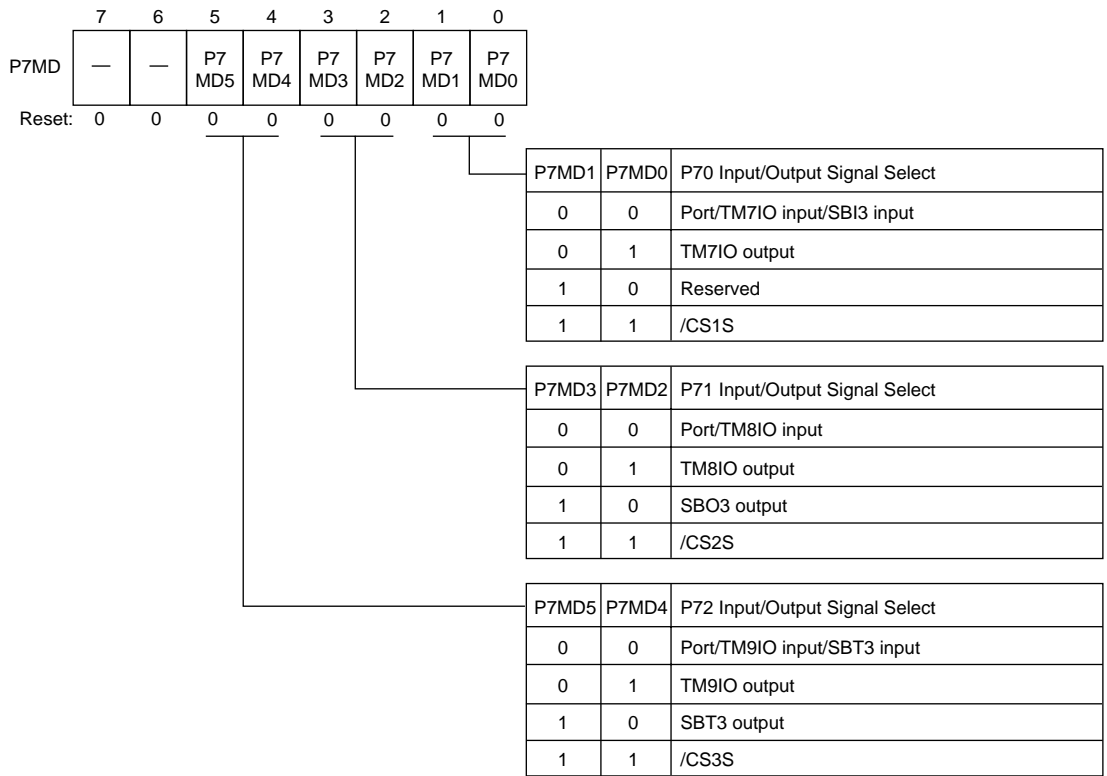 7 6 5 4 3 2 1 0
P7MD — — P7 MD5 P7 MD4 P7 MD3 P7 MD2 P7 MD1 P7 MD0
Reset: 0 0 0 0 0 0 0 0
P7MD1 P7MD0 P70 Input/Output Signal Select
0 0 Port/TM7IO input/SBI3 input
0 1 TM7IO output
1 0 Reserved
1 1 /CS1S
P7MD3 P7MD2 P71 Input/Output Signal Select
0 0 Port/TM8IO input
0 1 TM8IO output
1 0 SBO3 output
1 1 /CS2S
P7MD5 P7MD4 P72 Input/Output Signal Select
0 0 Port/TM9IO input/SBT3 input
0 1 TM9IO output
1 0 SBT3 output
1 1 /CS3S